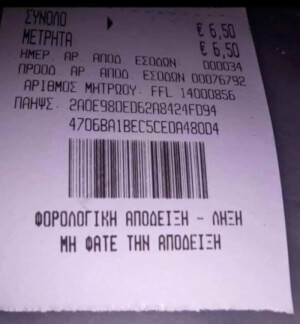 ΣΥΝΟΛΟ € 6,50
ΜΕΤΡΗΤΑ € 6,50
ΗΜΕΡ ΑΡ ΑΠΟΔ ΕΣΟΔΩΝ: 000034
ΠΡΟΟΔ ΑΡ ΑΠΟΔ ΕΣΟΔΩΝ 00076792
ΑΡΙΘΜΟΣ ΜΗΤΡΩΟΥ: FFL 14000856
ΠΑΗΨΣ: 2A0E980ED62A8424FD94
4706BA1BEC5CEDA480D4
ΦΟΡΟΛΟΓΙΚΗ ΑΠΟΔΕΙΞΗ - ΛΗΞΗ
ΜΗ ΦΑΤΕ ΤΗΝ ΑΠΟΔΕΙΞΗ